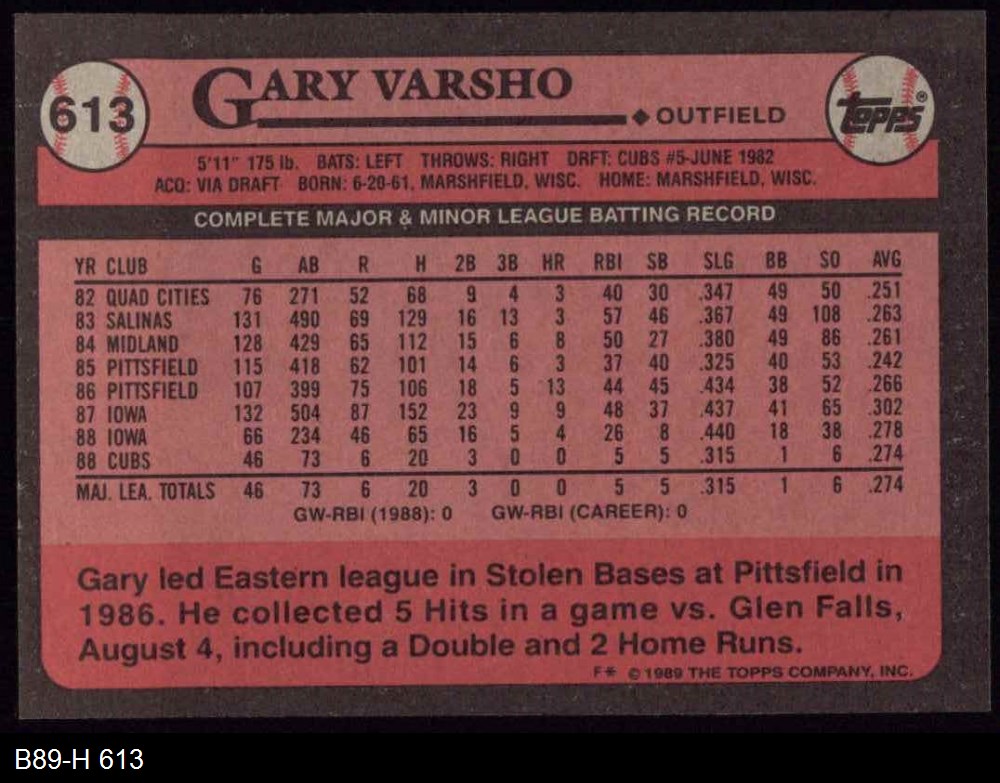 613
GARY VARSHO
◆ OUTFIELD
topps®
5'11" 175 lb. BATS: LEFT THROWS: RIGHT DRFT: CUBS #5-JUNE 1982
ACQ: VIA DRAFT BORN: 6-20-61, MARSHFIELD, WISC. HOME: MARSHFIELD, WISC.
COMPLETE MAJOR & MINOR LEAGUE BATTING RECORD
YR CLUB G AB R H 2B 3B HR RBI SB SLG BB SO AVG
82 QUAD CITIES 76 271 52 68 9 4 3 40 30 .347 49 50 .251
83 SALINAS 131 490 69 129 16 13 3 57 46 .367 49 108 .263
84 MIDLAND 128 429 65 112 15 6 8 50 27 .380 49 86 .261
85 PITTSFIELD 115 418 62 101 14 6 3 37 40 .325 40 53 .242
86 PITTSFIELD 107 399 75 106 18 5 13 44 45 .434 38 52 .266
87 IOWA 132 504 87 152 23 9 9 48 37 .437 41 65 .302
88 IOWA 66 234 46 65 16 5 4 26 8 .440 18 38 .278
88 CUBS 46 73 6 20 3 0 0 5 5 .315 1 6 .274
MAJ. LEA. TOTALS 46 73 6 20 3 0 0 5 5 .315 1 6 .274
GW-RBI (1988): 0 GW-RBI (CAREER): 0
Gary led Eastern league in Stolen Bases at Pittsfield in
1986. He collected 5 Hits in a game vs. Glen Falls,
August 4, including a Double and 2 Home Runs.
F* © 1989 THE TOPPS COMPANY, INC.
B89-H 613